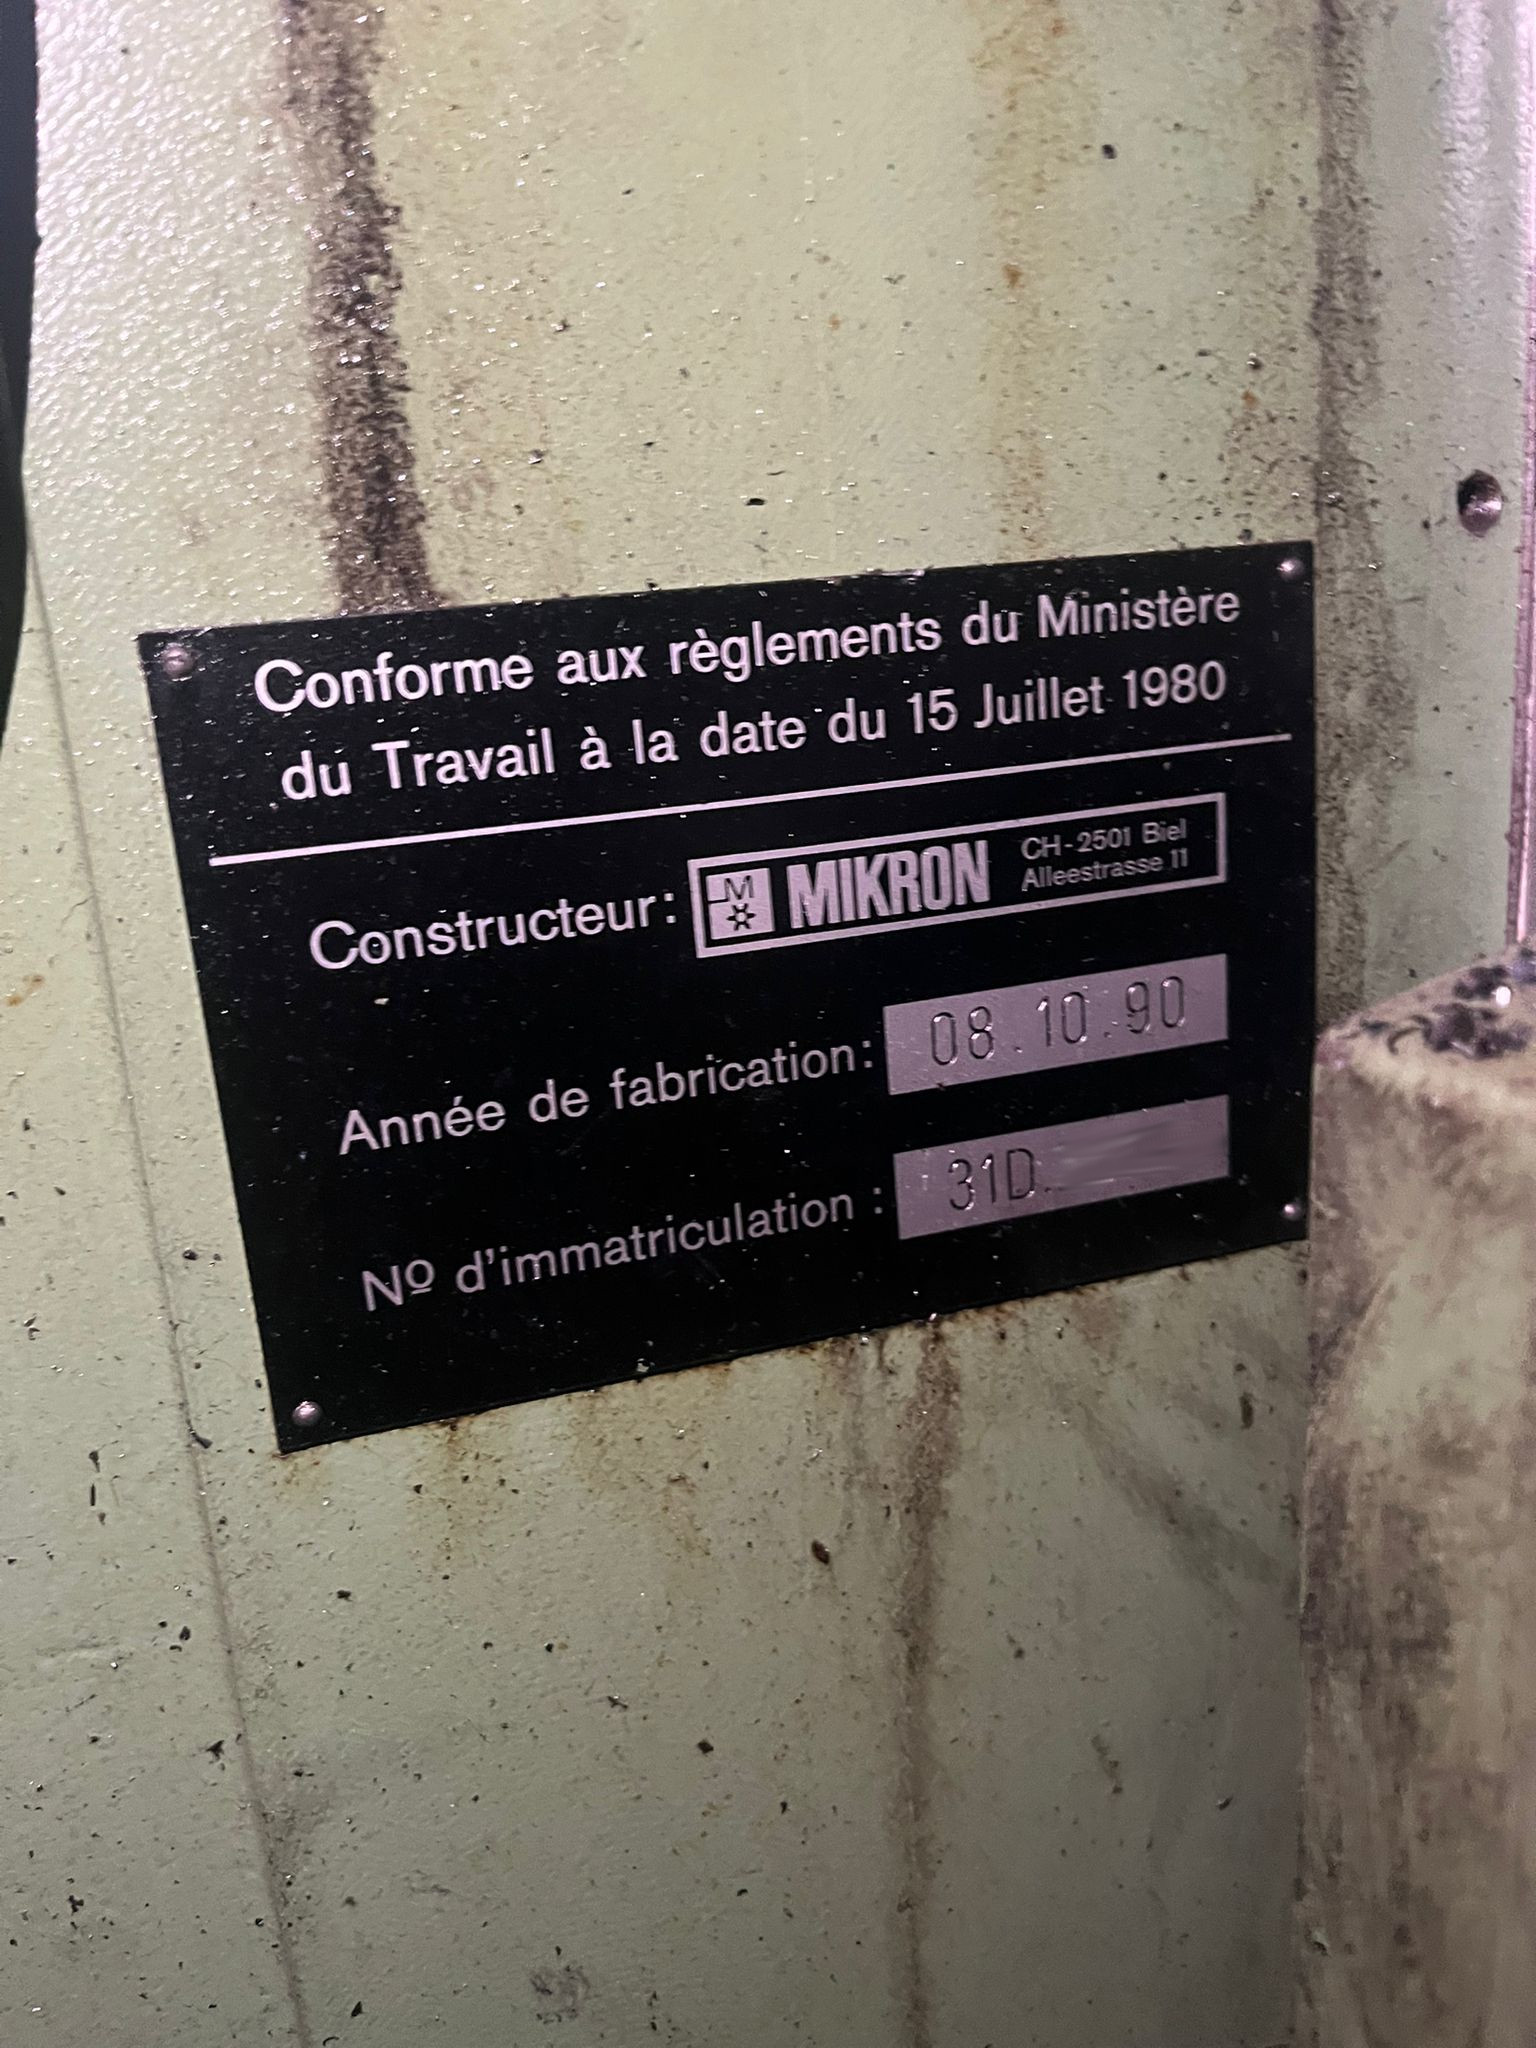 Conforme aux règlements du Ministère
du Travail à la date du 15 Juillet 1980
Constructeur: M MIKRON CH-2501 Biel
Alleestrasse 11
Année de fabrication: 08.10.90
Nº d'immatriculation : 31D.